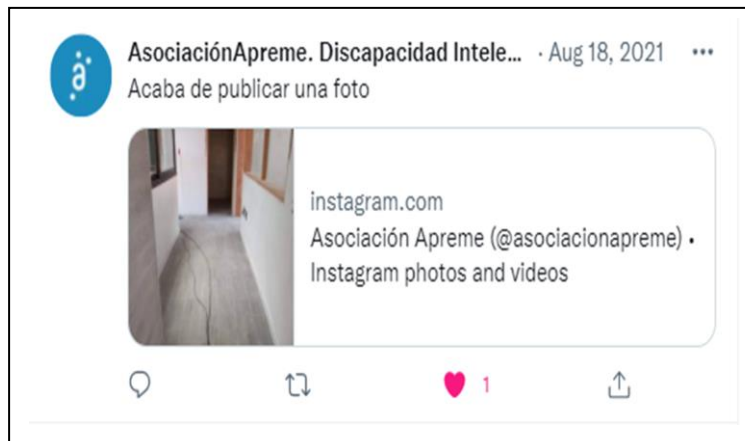 AsociaciónApreme. Discapacidad Intele... · Aug 18, 2021
Acaba de publicar una foto
instagram.com
Asociación Apreme (@asociacionapreme) •
Instagram photos and videos
1